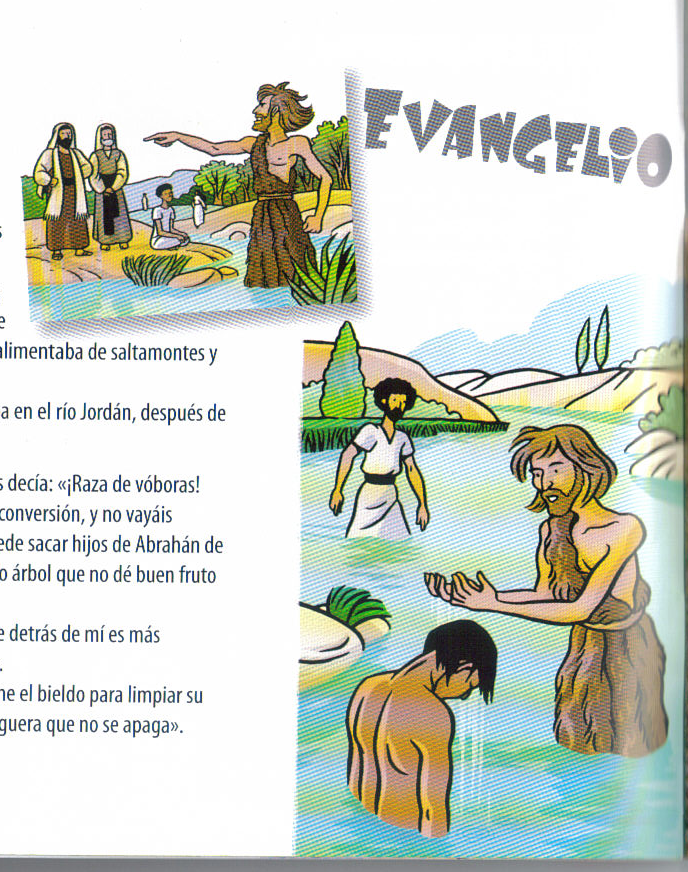 EVANGELIO
s
e
alimentaba de saltamontes y
a en el río Jordán, después de
s decía: «¡Raza de vóboras!
conversión, y no vayáis
ede sacar hijos de Abrahán de
o árbol que no dé buen fruto
e detrás de mí es más
.
ne el bieldo para limpiar su
guera que no se apaga».